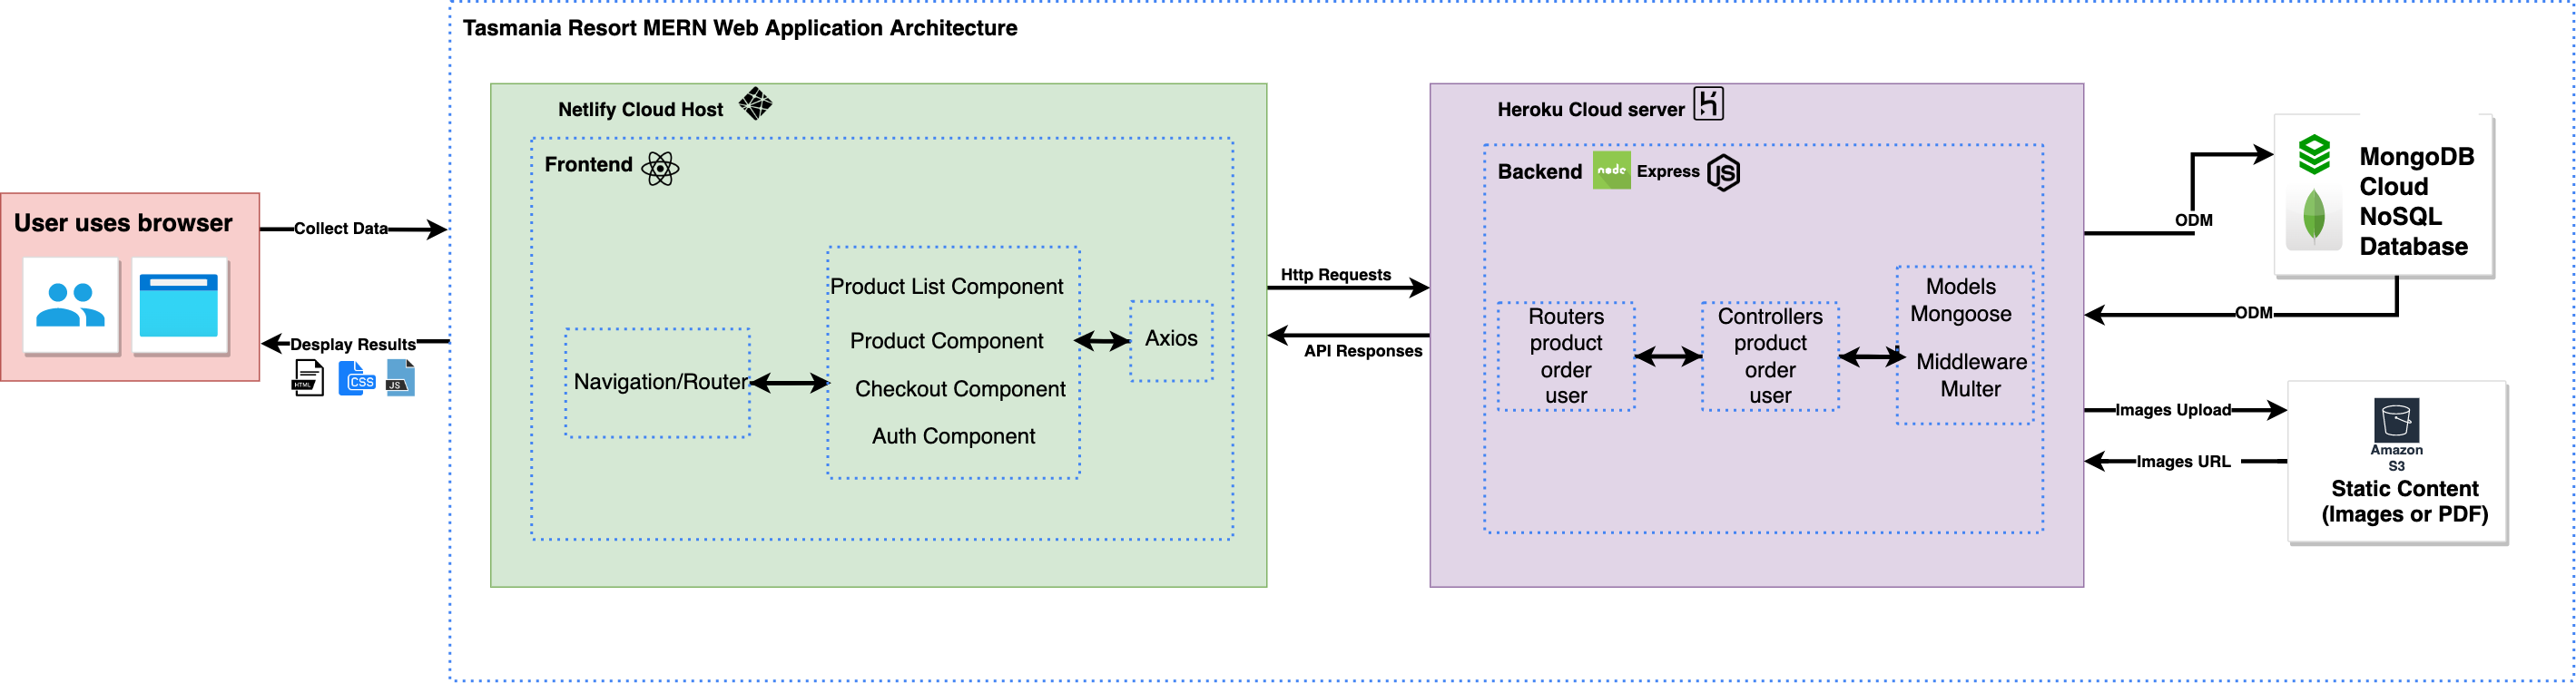 Tasmania Resort MERN Web Application Architecture
User uses browser
Collect Data
Desplay Results
HTML
CSS
JS
Netlify Cloud Host
Frontend
Navigation/Router
Product List Component
Product Component
Checkout Component
Auth Component
Axios
Http Requests
API Responses
Heroku Cloud server
Backend
node
Express
JS
Routers
product
order
user
Controllers
product
order
user
Models
Mongoose
Middleware
Multer
ODM
ODM
MongoDB
Cloud
NoSQL
Database
Images Upload
Images URL
Amazon
S3
Static Content
(Images or PDF)